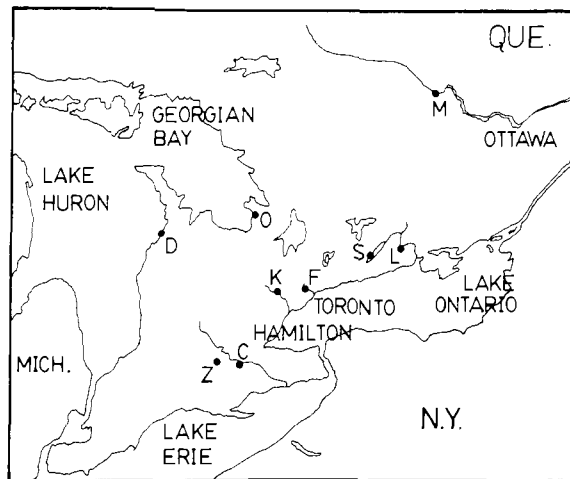 QUE.
M
GEORGIAN
BAY
OTTAWA
LAKE
HURON
O
D
S
L
K
F
LAKE
ONTARIO
TORONTO
HAMILTON
MICH.
Z
C
LAKE
ERIE
N.Y.